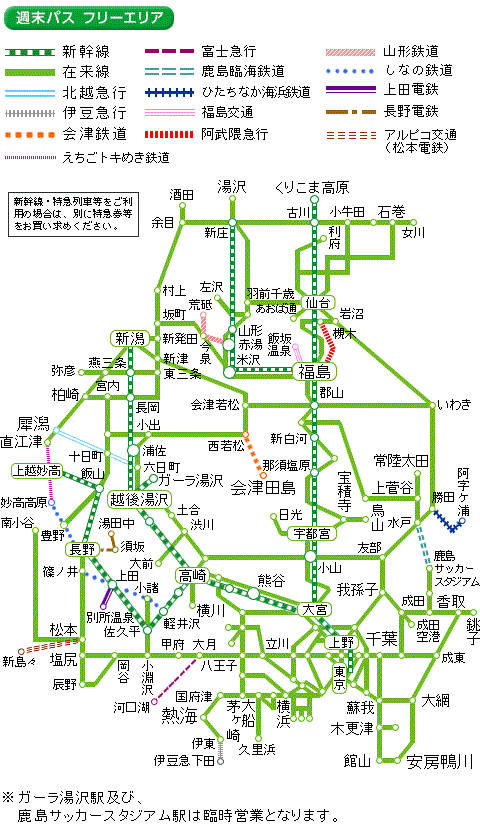 週末パス フリーエリア
新幹線
在来線
北越急行
伊豆急行
会津鉄道
えちごトキめき鉄道
富士急行
鹿島臨海鉄道
ひたちなか海浜鉄道
福島交通
阿武隈急行
山形鉄道
しなの鉄道
上田電鉄
長野電鉄
アルピコ交通
(松本電鉄)
新幹線・特急列車等をご利
用の場合は、別に特急券等
をお買い求めください。
酒田
湯沢
くりこま高原
余目
新庄
古川
小牛田
石巻
利府
女川
村上
左沢
羽前千歳
あおば通
仙台
岩沼
荒砥
坂町
槻木
新潟
新発田
今泉
山形
赤湯
米沢
飯坂温泉
福島
弥彦
燕三条
新津
東三条
宮内
郡山
柏崎
長岡
会津若松
いわき
犀潟
小出
直江津
西若松
新白河
十日町
浦佐
六日町
上越妙高
飯山
ガーラ湯沢
那須塩原
会津田島
常陸太田
阿字ヶ浦
宝積寺
上菅谷
妙高高原
越後湯沢
烏山
勝田
南小谷
湯田中
土合
日光
水戸
豊野
渋川
宇都宮
長野
須坂
友部
大前
鹿島
サッカー
スタジアム
篠ノ井
上田
小諸
高崎
熊谷
小山
我孫子
別所温泉
軽井沢
横川
大宮
成田
香取
銚子
佐久平
成田空港
松本
甲府
大月
立川
上野
千葉
新島々
塩尻
岡谷
小淵沢
八王子
東京
成東
辰野
国府津
茅ヶ崎
大船
横浜
蘇我
大網
河口湖
熱海
木更津
伊東
久里浜
伊豆急下田
館山
安房鴨川
※ ガーラ湯沢駅及び、
鹿島サッカースタジアム駅は臨時営業となります。